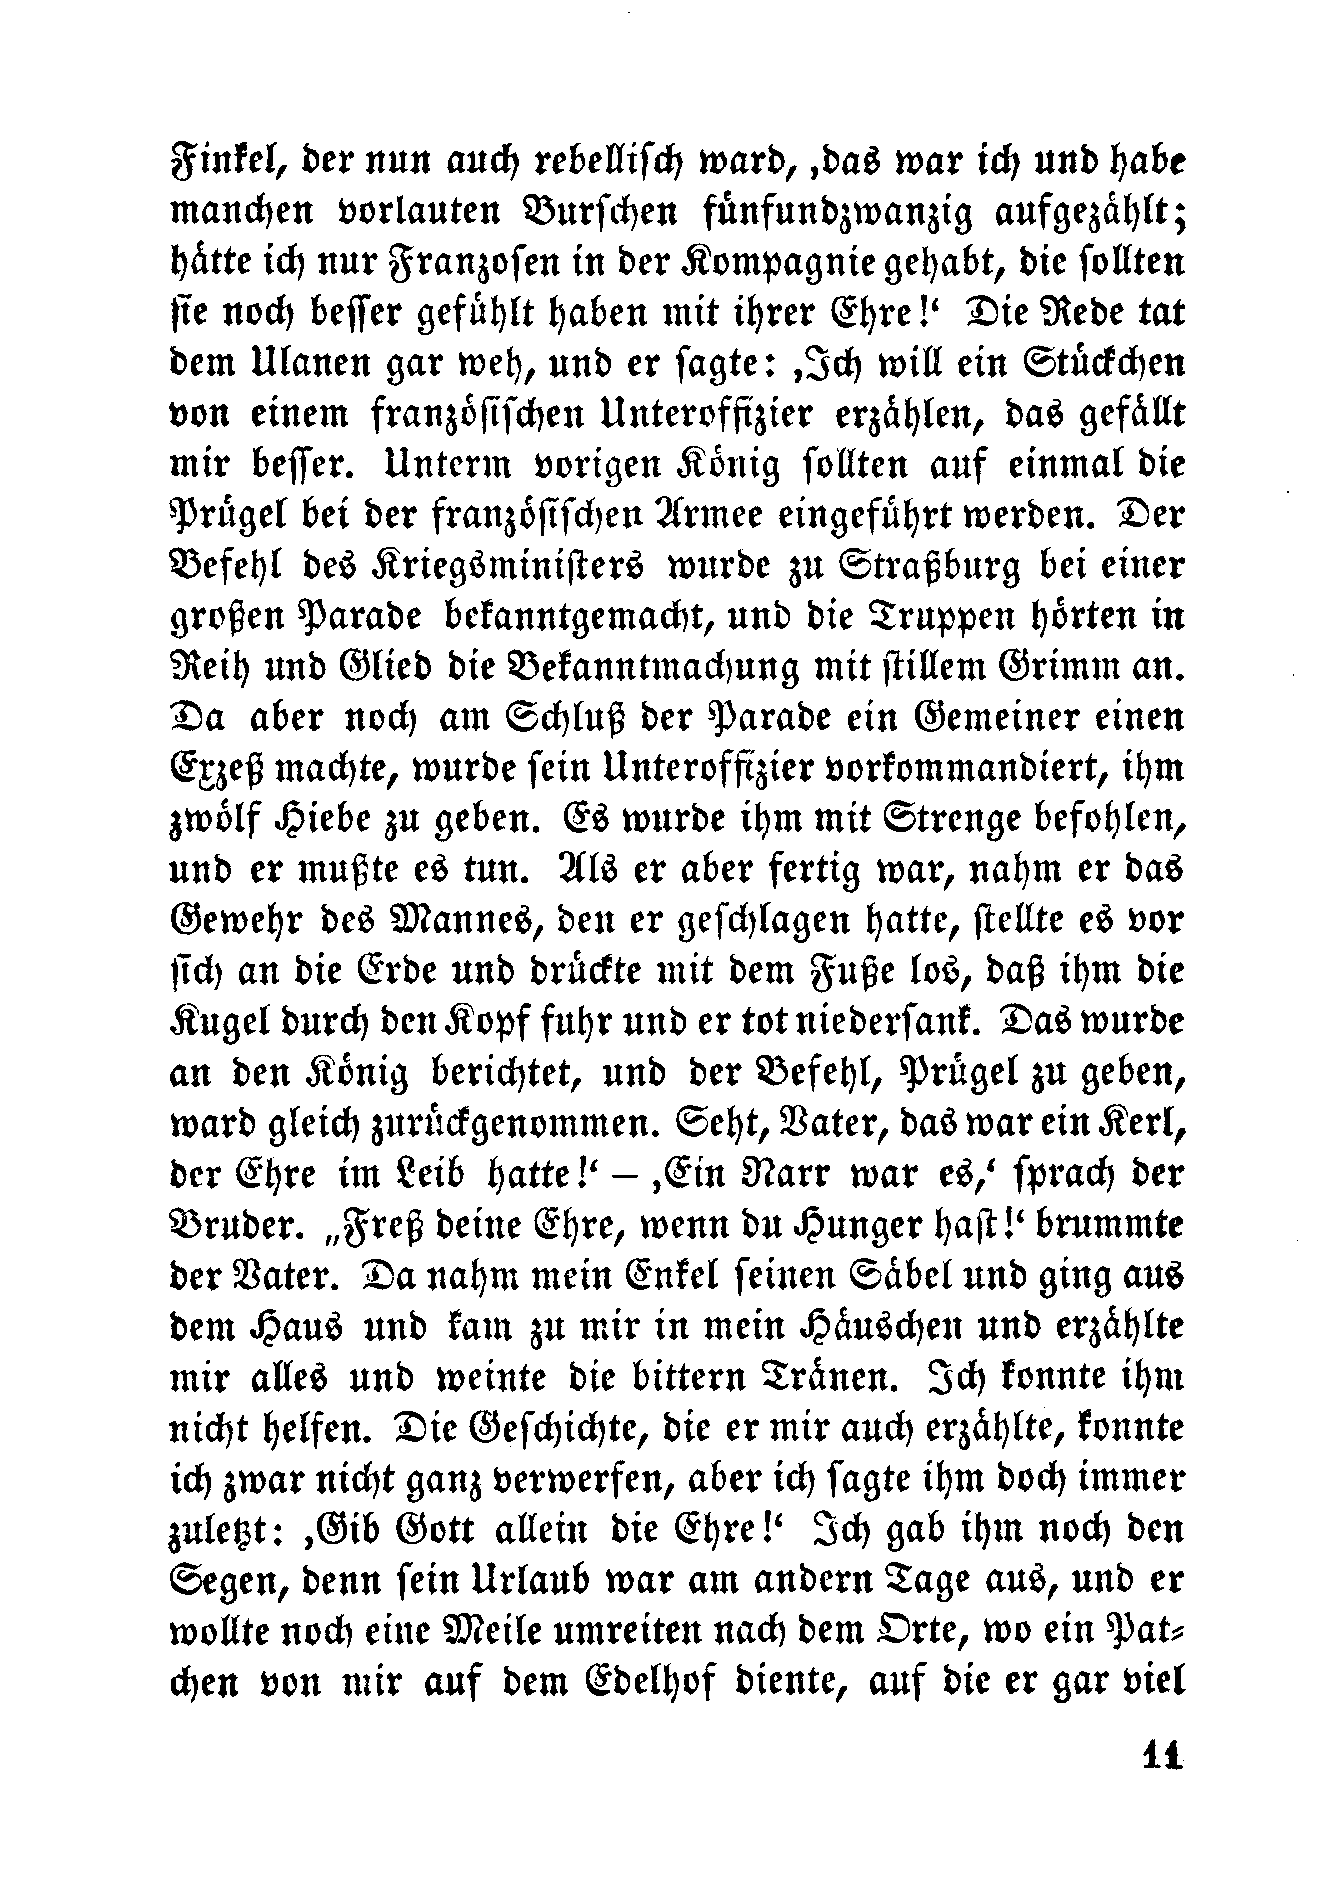 Finkel, der nun auch rebellisch ward, ‚das war ich und habe
manchen vorlauten Burschen fünfundzwanzig aufgezählt;
hätte ich nur Franzosen in der Kompagnie gehabt, die sollten
sie noch besser gefühlt haben mit ihrer Ehre!‘ Die Rede tat
dem Ulanen gar weh, und er sagte: ‚Ich will ein Stückchen
von einem französischen Unteroffizier erzählen, das gefällt
mir besser. Unterm vorigen König sollten auf einmal die
Prügel bei der französischen Armee eingeführt werden. Der
Befehl des Kriegsministers wurde zu Straßburg bei einer
großen Parade bekanntgemacht, und die Truppen hörten in
Reih und Glied die Bekanntmachung mit stillem Grimm an.
Da aber noch am Schluß der Parade ein Gemeiner einen
Exzeß machte, wurde sein Unteroffizier vorkommandiert, ihm
zwölf Hiebe zu geben. Es wurde ihm mit Strenge befohlen,
und er mußte es tun. Als er aber fertig war, nahm er das
Gewehr des Mannes, den er geschlagen hatte, stellte es vor
sich an die Erde und drückte mit dem Fuße los, daß ihm die
Kugel durch den Kopf fuhr und er tot niedersank. Das wurde
an den König berichtet, und der Befehl, Prügel zu geben,
ward gleich zurückgenommen. Seht, Vater, das war ein Kerl,
der Ehre im Leib hatte!‘ – ‚Ein Narr war es,‘ sprach der
Bruder. „Freß deine Ehre, wenn du Hunger hast!‘ brummte
der Vater. Da nahm mein Enkel seinen Säbel und ging aus
dem Haus und kam zu mir in mein Häuschen und erzählte
mir alles und weinte die bittern Tränen. Ich konnte ihm
nicht helfen. Die Geschichte, die er mir auch erzählte, konnte
ich zwar nicht ganz verwerfen, aber ich sagte ihm doch immer
zuletzt: ‚Gib Gott allein die Ehre!‘ Ich gab ihm noch den
Segen, denn sein Urlaub war am andern Tage aus, und er
wollte noch eine Meile umreiten nach dem Orte, wo ein Pat-
chen von mir auf dem Edelhof diente, auf die er gar viel
11